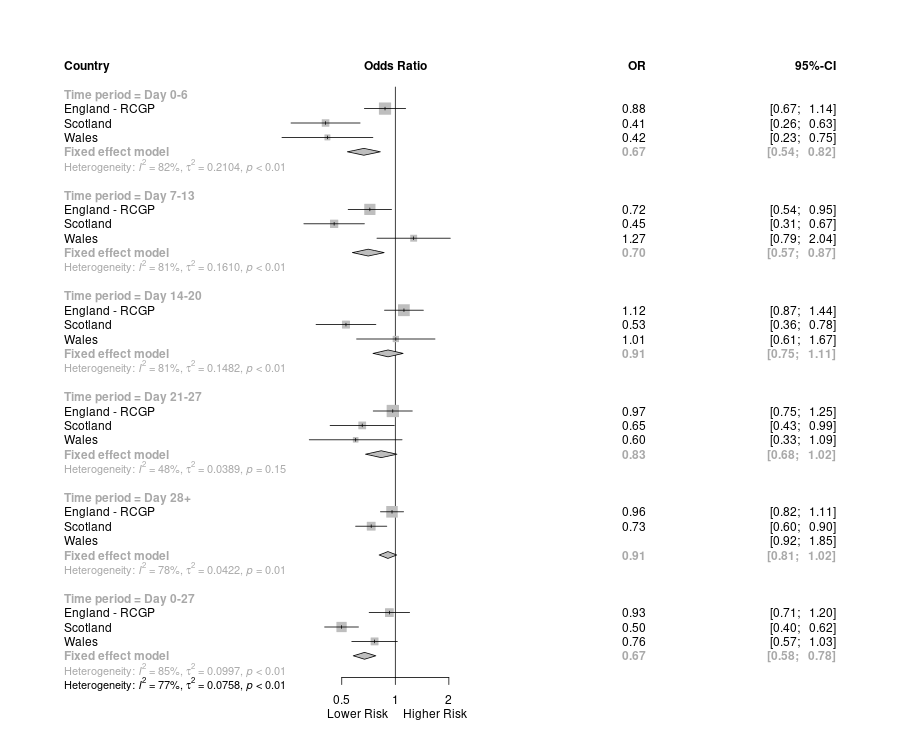 Country Odds Ratio OR 95%-CI
Time period = Day 0-6
England - RCGP 0.88 [0.67; 1.14]
Scotland 0.41 [0.26; 0.63]
Wales 0.42 [0.23; 0.75]
Fixed effect model 0.67 [0.54; 0.82]
Heterogeneity: I² = 82%, τ² = 0.2104, p < 0.01
Time period = Day 7-13
England - RCGP 0.72 [0.54; 0.95]
Scotland 0.45 [0.31; 0.67]
Wales 1.27 [0.79; 2.04]
Fixed effect model 0.70 [0.57; 0.87]
Heterogeneity: I² = 81%, τ² = 0.1610, p < 0.01
Time period = Day 14-20
England - RCGP 1.12 [0.87; 1.44]
Scotland 0.53 [0.36; 0.78]
Wales 1.01 [0.61; 1.67]
Fixed effect model 0.91 [0.75; 1.11]
Heterogeneity: I² = 81%, τ² = 0.1482, p < 0.01
Time period = Day 21-27
England - RCGP 0.97 [0.75; 1.25]
Scotland 0.65 [0.43; 0.99]
Wales 0.60 [0.33; 1.09]
Fixed effect model 0.83 [0.68; 1.02]
Heterogeneity: I² = 48%, τ² = 0.0389, p = 0.15
Time period = Day 28+
England - RCGP 0.96 [0.82; 1.11]
Scotland 0.73 [0.60; 0.90]
Wales [0.92; 1.85]
Fixed effect model 0.91 [0.81; 1.02]
Heterogeneity: I² = 78%, τ² = 0.0422, p = 0.01
Time period = Day 0-27
England - RCGP 0.93 [0.71; 1.20]
Scotland 0.50 [0.40; 0.62]
Wales 0.76 [0.57; 1.03]
Fixed effect model 0.67 [0.58; 0.78]
Heterogeneity: I² = 85%, τ² = 0.0997, p < 0.01
Heterogeneity: I² = 77%, τ² = 0.0758, p < 0.01
0.5 1 2
Lower Risk Higher Risk